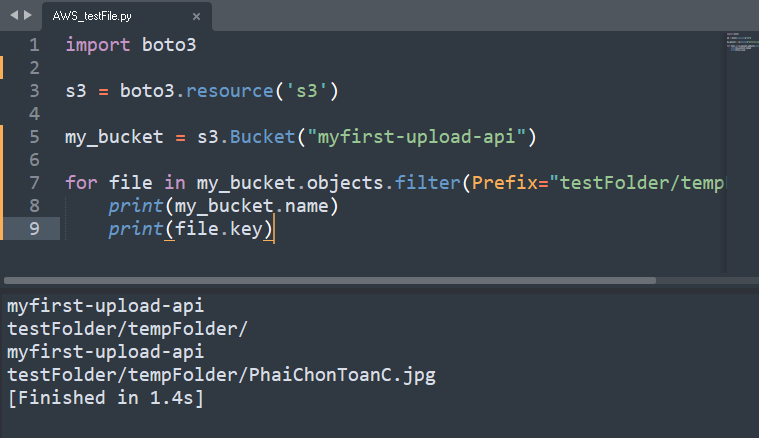 AWS_testFile.py ×
1 import boto3
2
3 s3 = boto3.resource('s3')
4
5 my_bucket = s3.Bucket("myfirst-upload-api")
6
7 for file in my_bucket.objects.filter(Prefix="testFolder/temp
8 print(my_bucket.name)
9 print(file.key)
myfirst-upload-api
testFolder/tempFolder/
myfirst-upload-api
testFolder/tempFolder/PhaiChonToanC.jpg
[Finished in 1.4s]